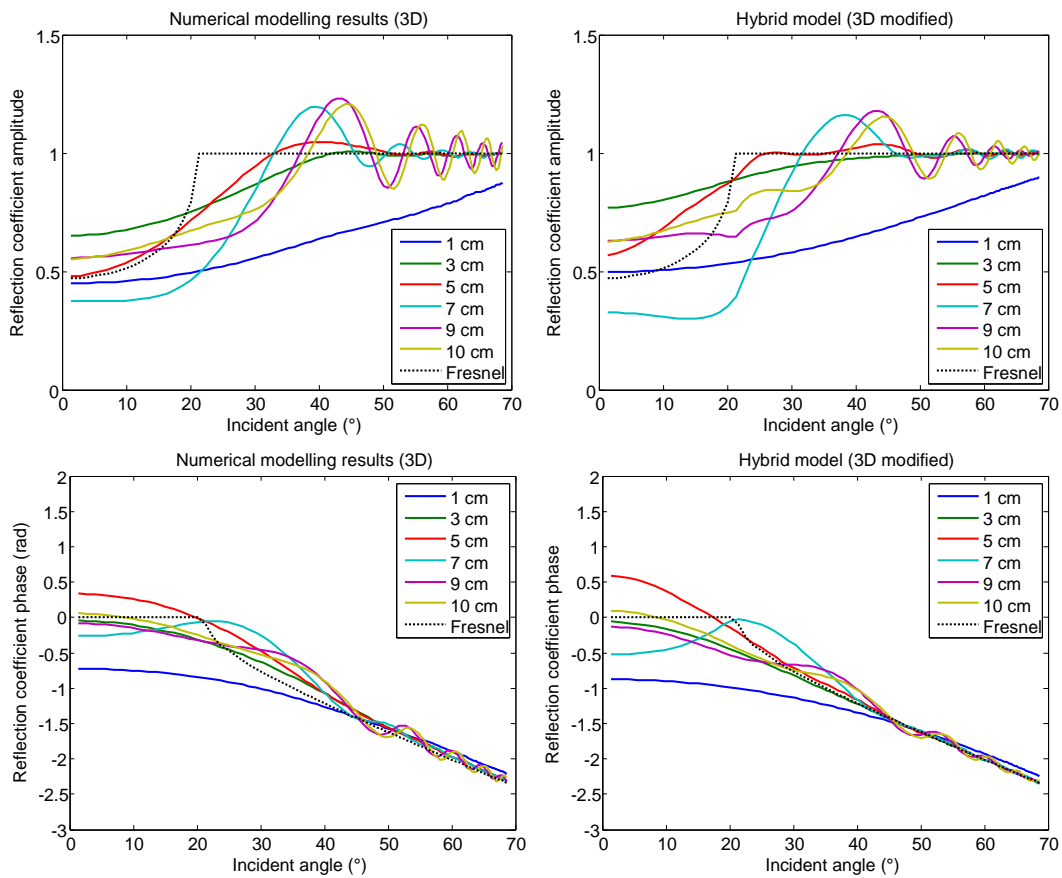 Numerical modelling results (3D)
1.5
1
0.5
0
Reflection coefficient amplitude
1 cm
3 cm
5 cm
7 cm
9 cm
10 cm
Fresnel
0 10 20 30 40 50 60 70
Incident angle (°)
Hybrid model (3D modified)
1.5
1
0.5
0
Reflection coefficient amplitude
1 cm
3 cm
5 cm
7 cm
9 cm
10 cm
Fresnel
0 10 20 30 40 50 60 70
Incident angle (°)
Numerical modelling results (3D)
2
1.5
1
0.5
0
-0.5
-1
-1.5
-2
-2.5
-3
Reflection coefficient phase (rad)
1 cm
3 cm
5 cm
7 cm
9 cm
10 cm
Fresnel
0 10 20 30 40 50 60 70
Incident angle (°)
Hybrid model (3D modified)
2
1.5
1
0.5
0
-0.5
-1
-1.5
-2
-2.5
-3
Reflection coefficient phase
1 cm
3 cm
5 cm
7 cm
9 cm
10 cm
Fresnel
0 10 20 30 40 50 60 70
Incident angle (°)